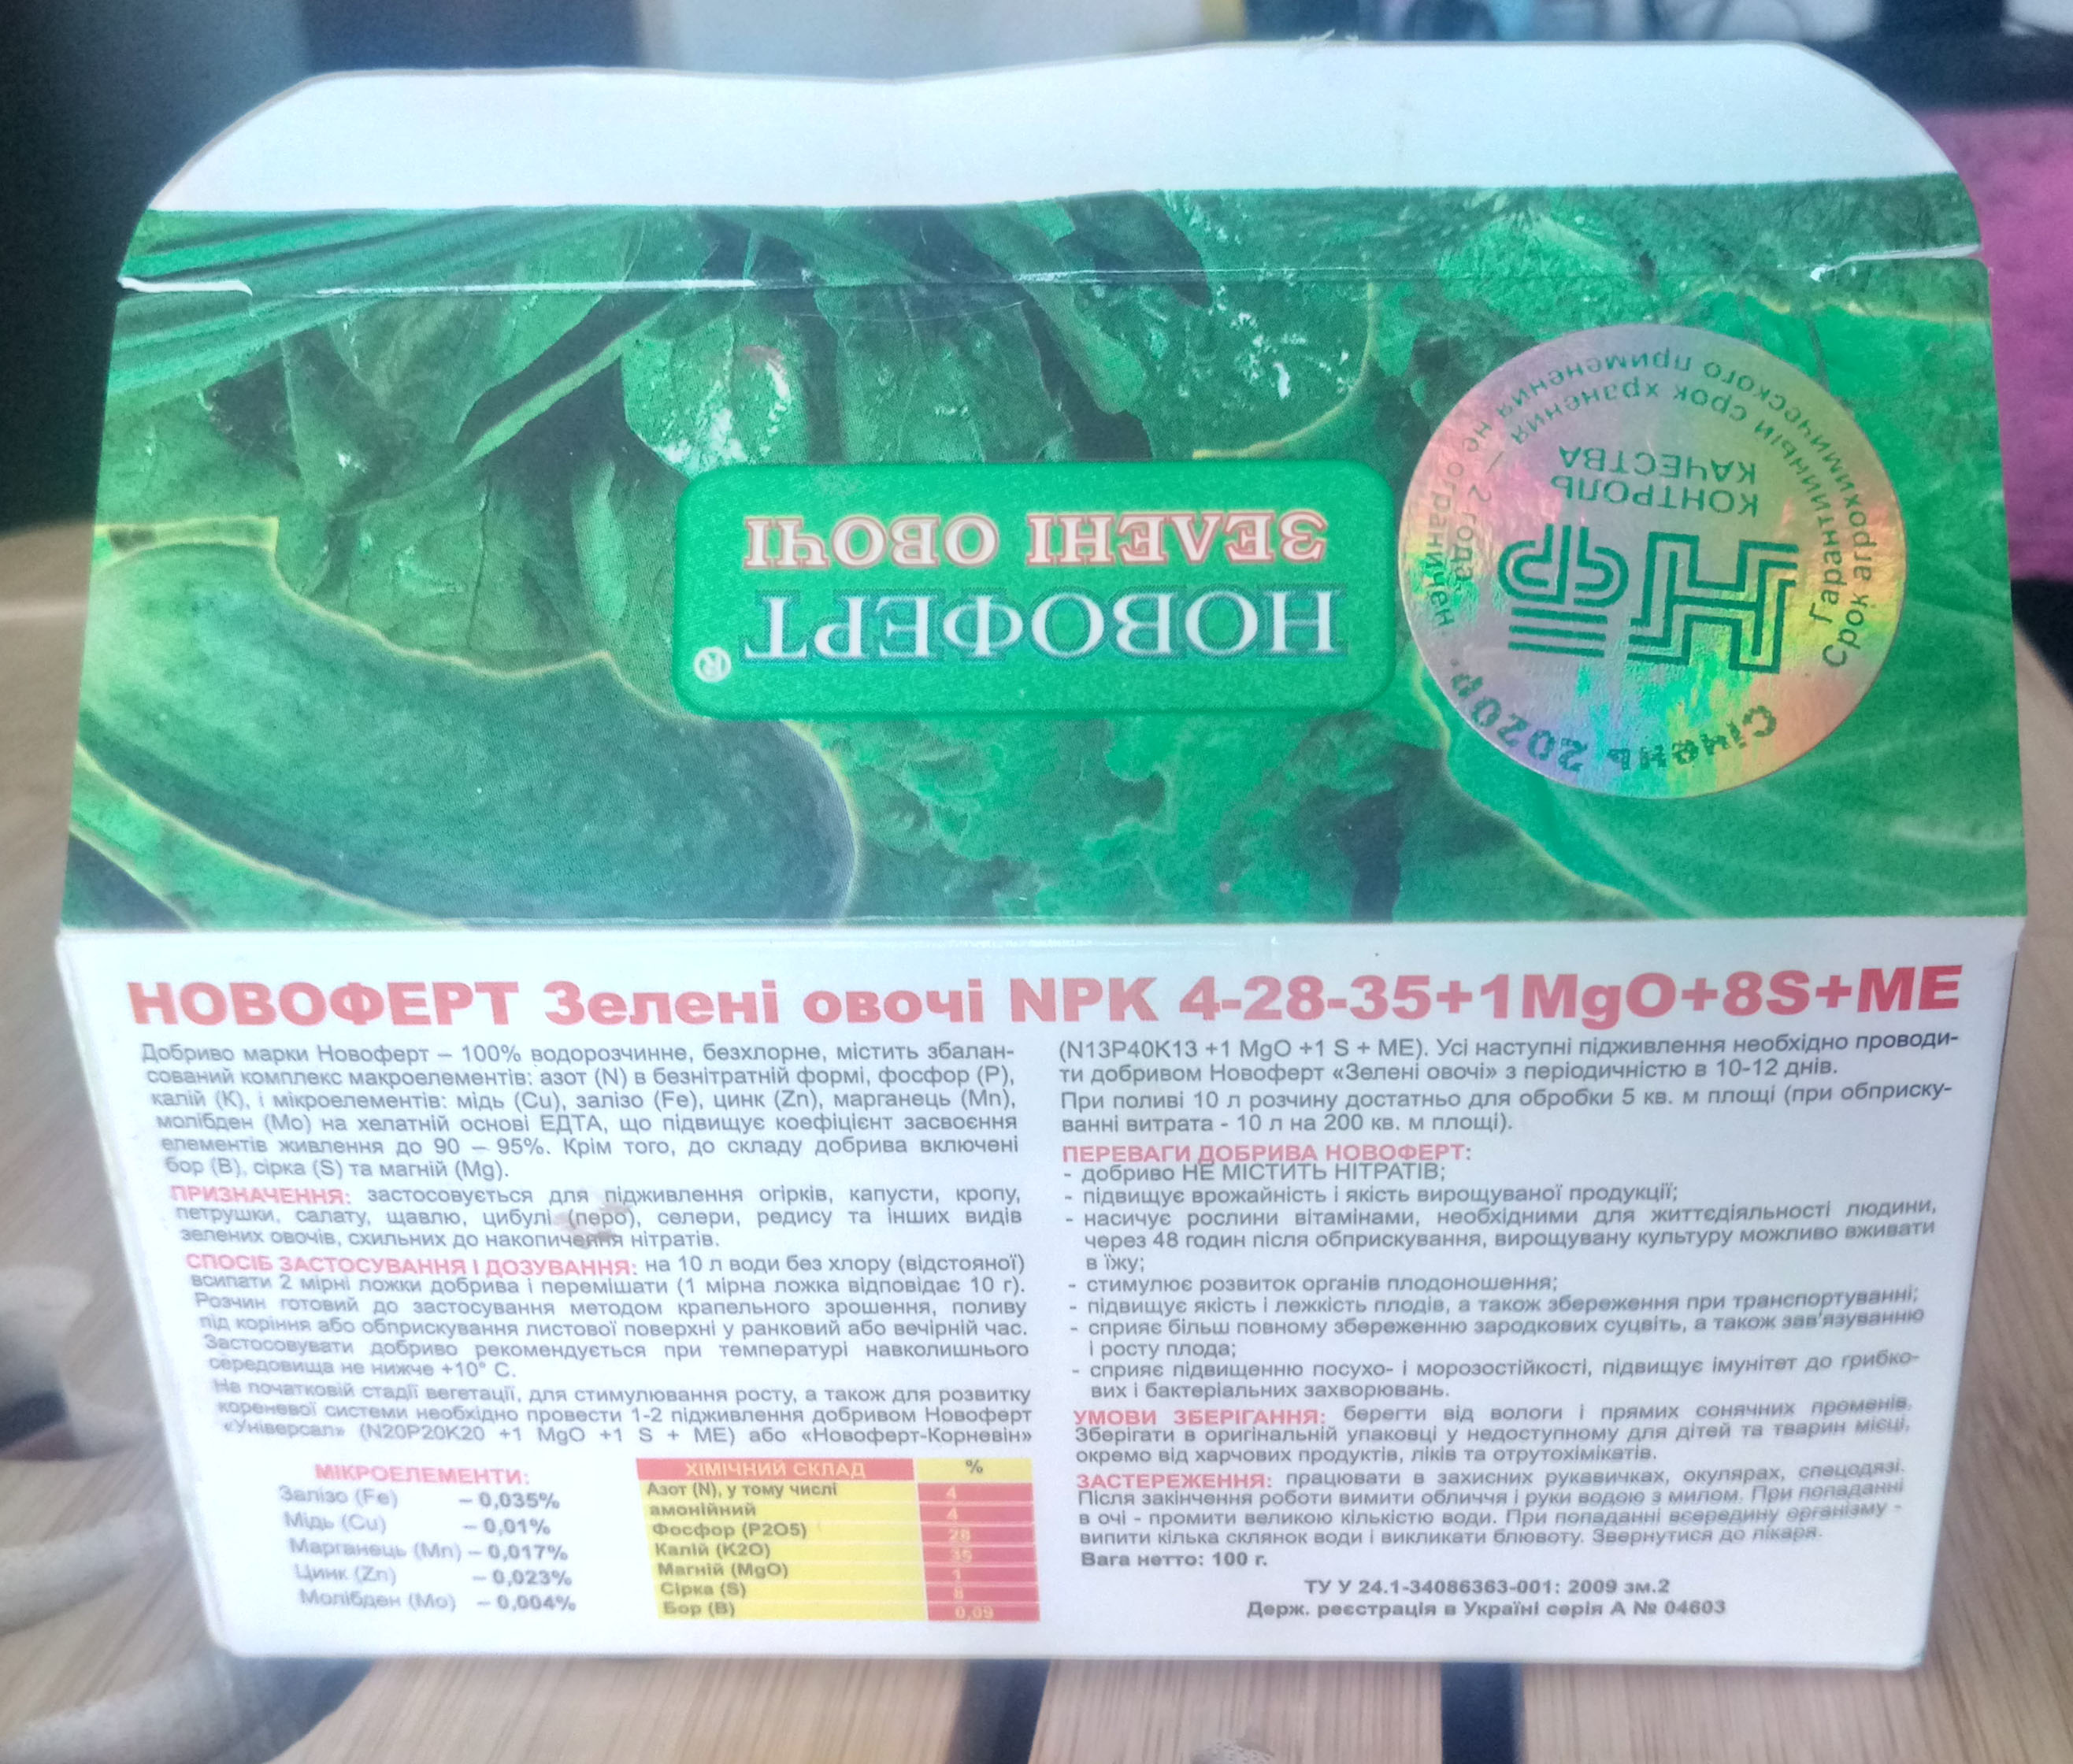 НОВОФЕРТ®
ЗЕЛЕНІ ОВОЧІ
Січень 2020р.
НФ
КОНТРОЛЬ
КАЧЕСТВА
Гарантийный срок хранения – 2 года.
Срок агрохимического применения не ограничен.
НОВОФЕРТ Зелені овочі NPK 4-28-35+1MgO+8S+ME
Добриво марки Новоферт – 100% водорозчинне, безхлорне, містить збалан-
сований комплекс макроелементів: азот (N) в безнітратній формі, фосфор (P),
калій (К), і мікроелементів: мідь (Cu), залізо (Fe), цинк (Zn), марганець (Mn),
молібден (Мо) на хелатній основі ЕДТА, що підвищує коефіцієнт засвоєння
елементів живлення до 90 – 95%. Крім того, до складу добрива включені
бор (В), сірка (S) та магній (Mg).
ПРИЗНАЧЕННЯ: застосовується для підживлення огірків, капусти, кропу,
петрушки, салату, щавлю, цибулі (перо), селери, редису та інших видів
зелених овочів, схильних до накопичення нітратів.
СПОСІБ ЗАСТОСУВАННЯ І ДОЗУВАННЯ: на 10 л води без хлору (відстояної)
всипати 2 мірні ложки добрива і перемішати (1 мірна ложка відповідає 10 г).
Розчин готовий до застосування методом крапельного зрошення, поливу
під коріння або обприскування листової поверхні у ранковий або вечірній час.
Застосовувати добриво рекомендується при температурі навколишнього
середовища не нижче +10° С.
На початковій стадії вегетації, для стимулювання росту, а також для розвитку
кореневої системи необхідно провести 1-2 підживлення добривом Новоферт
«Універсал» (N20P20K20 +1 MgO +1 S + ME) або «Новоферт-Корневін»
МІКРОЕЛЕМЕНТИ:
Залізо (Fe) – 0,035%
Мідь (Cu) – 0,01%
Марганець (Mn) – 0,017%
Цинк (Zn) – 0,023%
Молібден (Мо) – 0,004%
ХІМІЧНИЙ СКЛАД %
Азот (N), у тому числі 4
амонійний 4
Фосфор (P2O5) 28
Калій (K2O) 35
Магній (MgO) 1
Сірка (S) 8
Бор (В) 0,09
(N13P40K13 +1 MgO +1 S + ME). Усі наступні підживлення необхідно проводи-
ти добривом Новоферт «Зелені овочі» з періодичністю в 10-12 днів.
При поливі 10 л розчину достатньо для обробки 5 кв. м площі (при обприску-
ванні витрата - 10 л на 200 кв. м площі).
ПЕРЕВАГИ ДОБРИВА НОВОФЕРТ:
- добриво НЕ МІСТИТЬ НІТРАТІВ;
- підвищує врожайність і якість вирощуваної продукції;
- насичує рослини вітамінами, необхідними для життєдіяльності людини,
через 48 годин після обприскування, вирощувану культуру можливо вживати
в їжу;
- стимулює розвиток органів плодоношення;
- підвищує якість і лежкість плодів, а також збереження при транспортуванні;
- сприяє більш повному збереженню зародкових суцвіть, а також зав'язуванню
і росту плода;
- сприяє підвищенню посухо- і морозостійкості, підвищує імунітет до грибко-
вих і бактеріальних захворювань.
УМОВИ ЗБЕРІГАННЯ: берегти від вологи і прямих сонячних променів.
Зберігати в оригінальній упаковці у недоступному для дітей та тварин місці,
окремо від харчових продуктів, ліків та отрутохімікатів.
ЗАСТЕРЕЖЕННЯ: працювати в захисних рукавичках, окулярах, спецодязі.
Після закінчення роботи вимити обличчя і руки водою з милом. При попаданні
в очі - промити великою кількістю води. При попаданні всередину організму -
випити кілька склянок води і викликати блювоту. Звернутися до лікаря.
Вага нетто: 100 г.
ТУ У 24.1-34086363-001: 2009 зм.2
Держ. реєстрація в Україні серія А № 04603